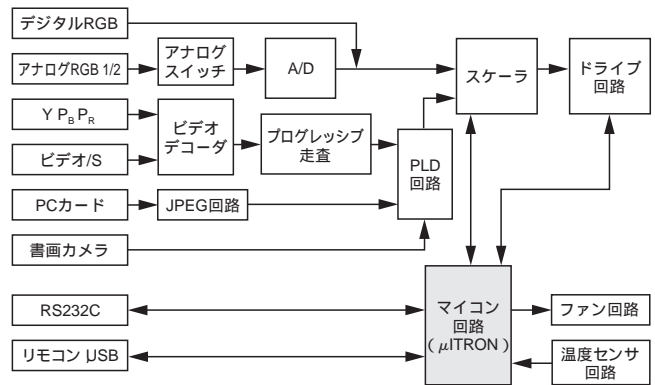 デジタルRGB
アナログRGB 1/2
アナログ
スイッチ
A/D
スケーラ
ドライブ
回路
Y PB PR
ビデオ/S
ビデオ
デコーダ
プログレッシブ
走査
PLD
回路
PCカード
JPEG回路
書画カメラ
RS232C
リモコン μSB
マイコン
回路
( μITRON )
ファン回路
温度センサ
回路